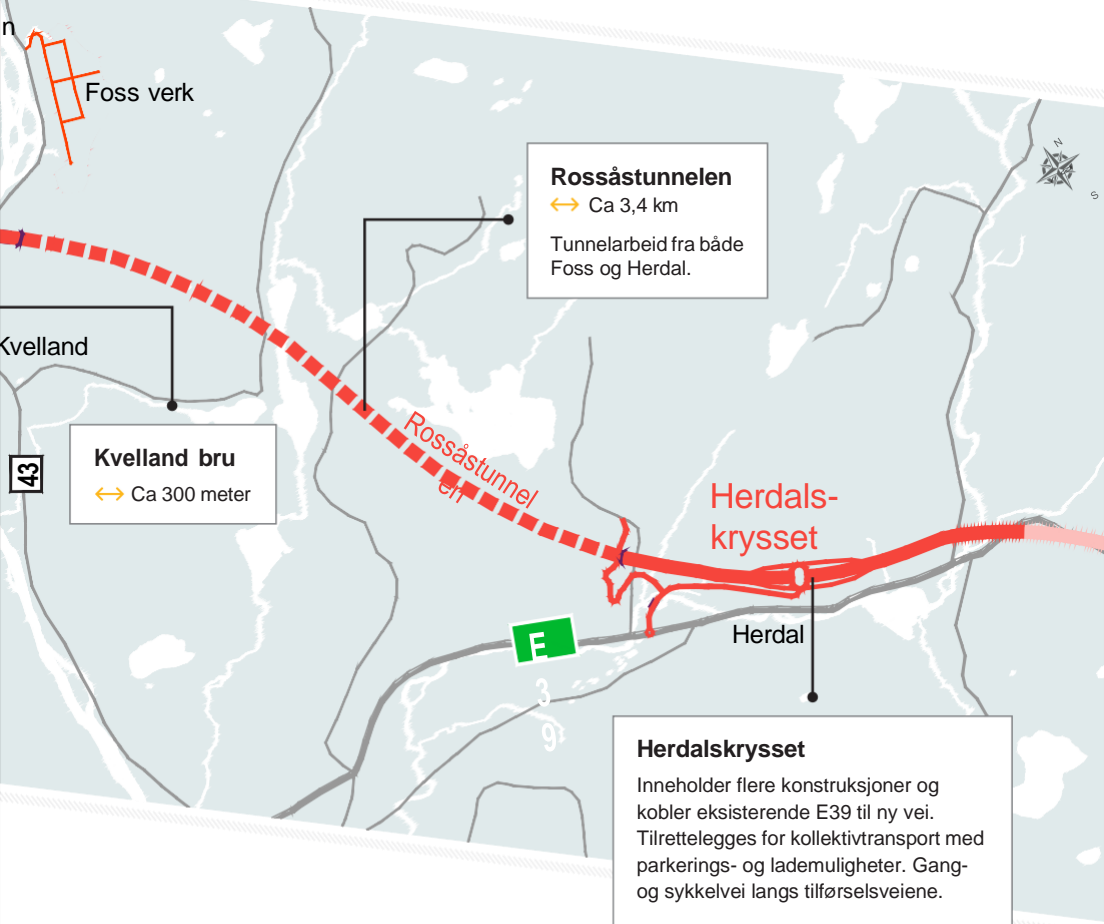 n
Foss verk
N
S
Rossåstunnelen
Ca 3,4 km
Tunnelarbeid fra både
Foss og Herdal.
Kvelland
Kvelland bru
Ca 300 meter
43
Rossåstunnel
en
Herdals-
krysset
Herdal
E
3
9
Herdalskrysset
Inneholder flere konstruksjoner og
kobler eksisterende E39 til ny vei.
Tilrettelegges for kollektivtransport med
parkerings- og lademuligheter. Gang-
og sykkelvei langs tilførselsveiene.